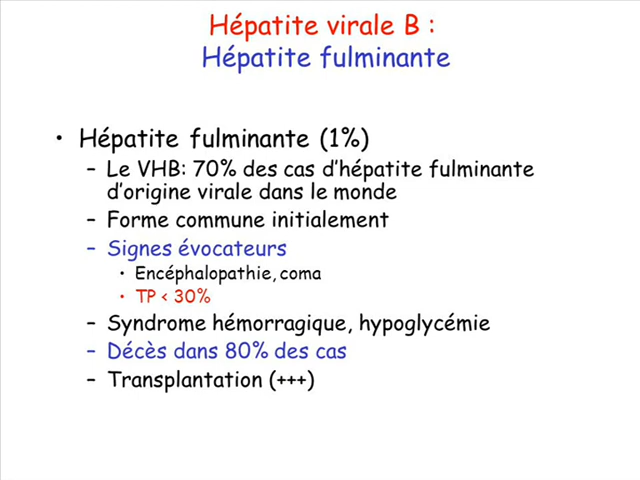 Hépatite virale B :
Hépatite fulminante
• Hépatite fulminante (1%)
– Le VHB: 70% des cas d'hépatite fulminante
d'origine virale dans le monde
– Forme commune initialement
– Signes évocateurs
• Encéphalopathie, coma
• TP < 30%
– Syndrome hémorragique, hypoglycémie
– Décès dans 80% des cas
– Transplantation (+++)